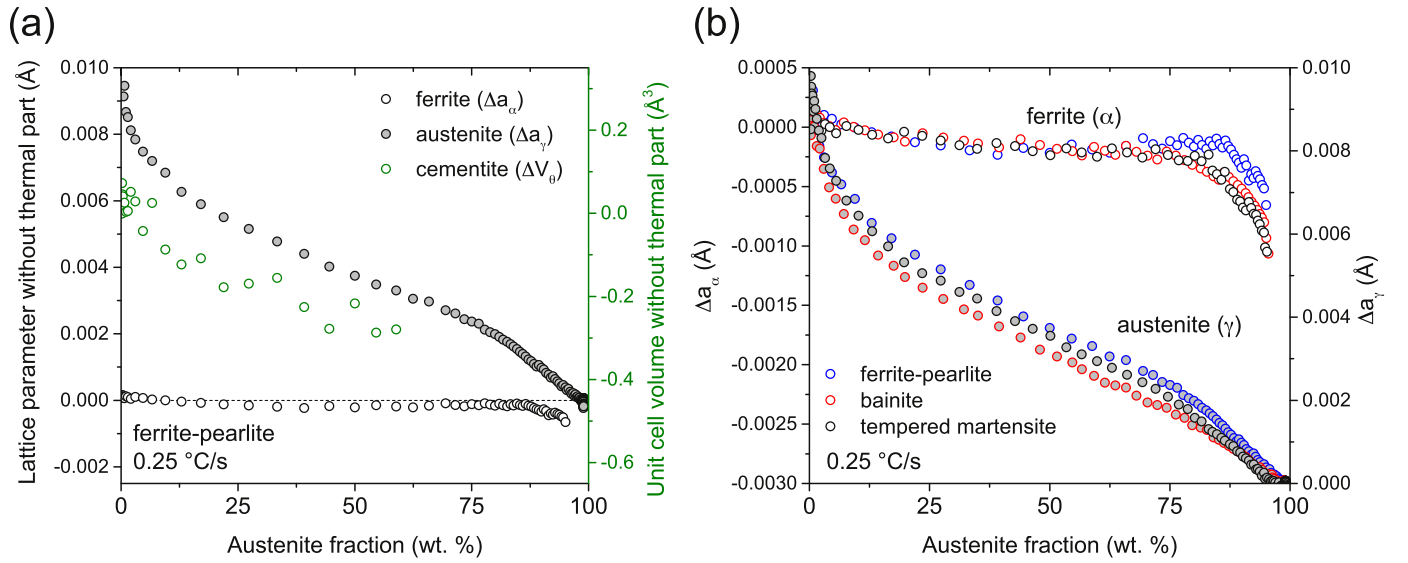 (a)
Lattice parameter without thermal part (Å)
0.010
0.008
0.006
0.004
0.002
0.000
-0.002
ferrite (Δaα)
austenite (Δaγ)
cementite (ΔVθ)
ferrite-pearlite
0.25 °C/s
0.2
0.0
-0.2
-0.4
-0.6
Unit cell volume without thermal part (Å³)
0 25 50 75 100
Austenite fraction (wt. %)
(b)
Δaα (Å)
0.0005
0.0000
-0.0005
-0.0010
-0.0015
-0.0020
-0.0025
-0.0030
ferrite (α)
austenite (γ)
ferrite-pearlite
bainite
tempered martensite
0.25 °C/s
0.010
0.008
0.006
0.004
0.002
0.000
Δaγ (Å)
0 25 50 75 100
Austenite fraction (wt. %)